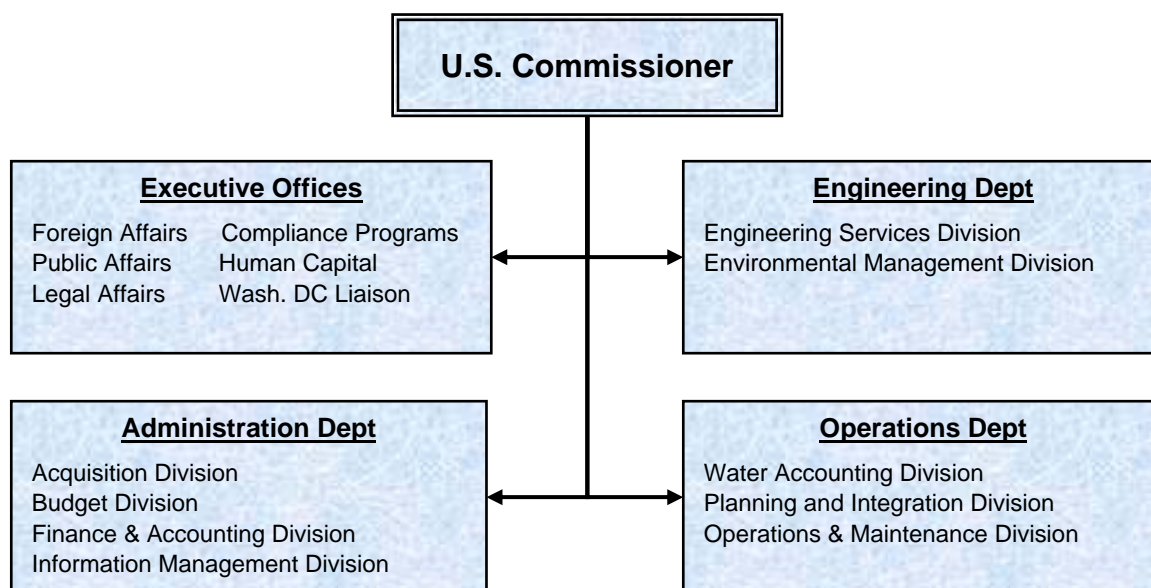 U.S. Commissioner
Executive Offices
Foreign Affairs Compliance Programs
Public Affairs Human Capital
Legal Affairs Wash. DC Liaison
Engineering Dept
Engineering Services Division
Environmental Management Division
Administration Dept
Acquisition Division
Budget Division
Finance & Accounting Division
Information Management Division
Operations Dept
Water Accounting Division
Planning and Integration Division
Operations & Maintenance Division